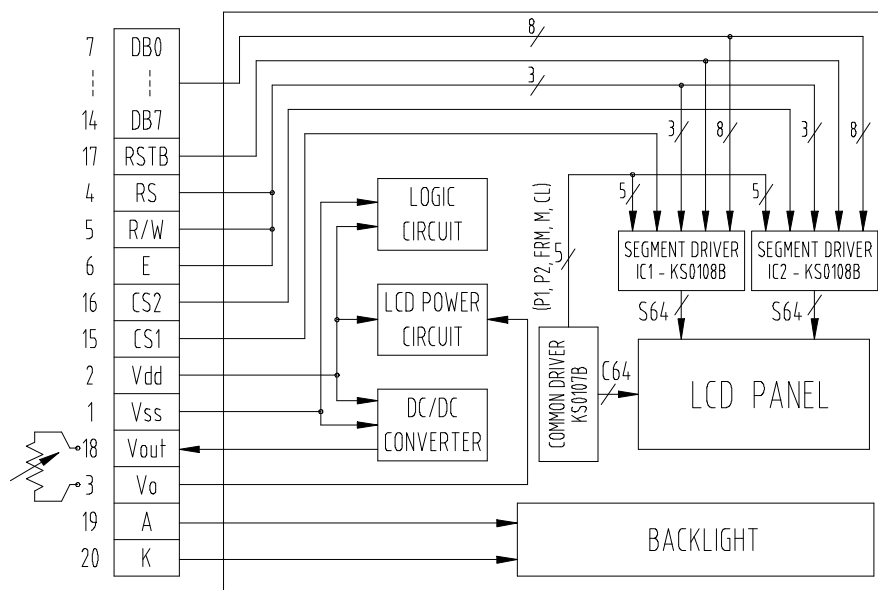 7 DB0
14 DB7
17 RSTB
4 RS
5 R/W
6 E
16 CS2
15 CS1
2 Vdd
1 Vss
18 Vout
3 Vo
19 A
20 K
LOGIC
CIRCUIT
LCD POWER
CIRCUIT
DC/DC
CONVERTER
8
3
3
8
3
8
5
5
(P1, P2, FRM, M, CL)
5
SEGMENT DRIVER
IC1 - KS0108B
SEGMENT DRIVER
IC2 - KS0108B
S64
S64
COMMON DRIVER
KS0107B
C64
LCD PANEL
BACKLIGHT